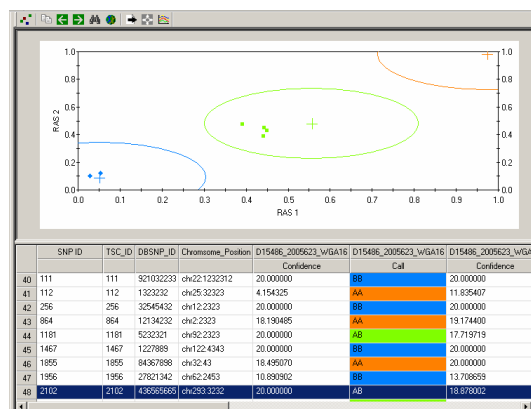 1.0 1.0
0.8 0.8
0.6 0.6
0.4 0.4
0.2 0.2
0.0 0.0
RAS 2
0.0 0.1 0.2 0.3 0.4 0.5 0.6 0.7 0.8 0.9 1.0
RAS 1
SNP ID TSC_ID DBSNP_ID Chromsome_Position D15486_2005623_WGA16 D15486_2005623_WGA16 D15486_2005623_WGA
Confidence Call Confidence
40 111 111 921032233 chr22:1232312 20.000000 BB 20.000000
41 112 112 1323232 chr25:32323 4.154325 AA 11.835407
42 256 256 32545432 chr12:2323 20.000000 BB 20.000000
43 864 864 12134232 chr2:2323 18.190485 AA 19.174400
44 1181 1181 5232321 chr92:2323 20.000000 AB 17.719719
45 1467 1467 1227889 chr122:4343 20.000000 BB 20.000000
46 1855 1855 84367898 chr32:43 18.495070 AA 20.000000
47 1956 1956 27821342 chr62:2453 10.890902 BB 13.708659
48 2102 2102 436565665 chr293:3232 20.000000 AB 18.878002